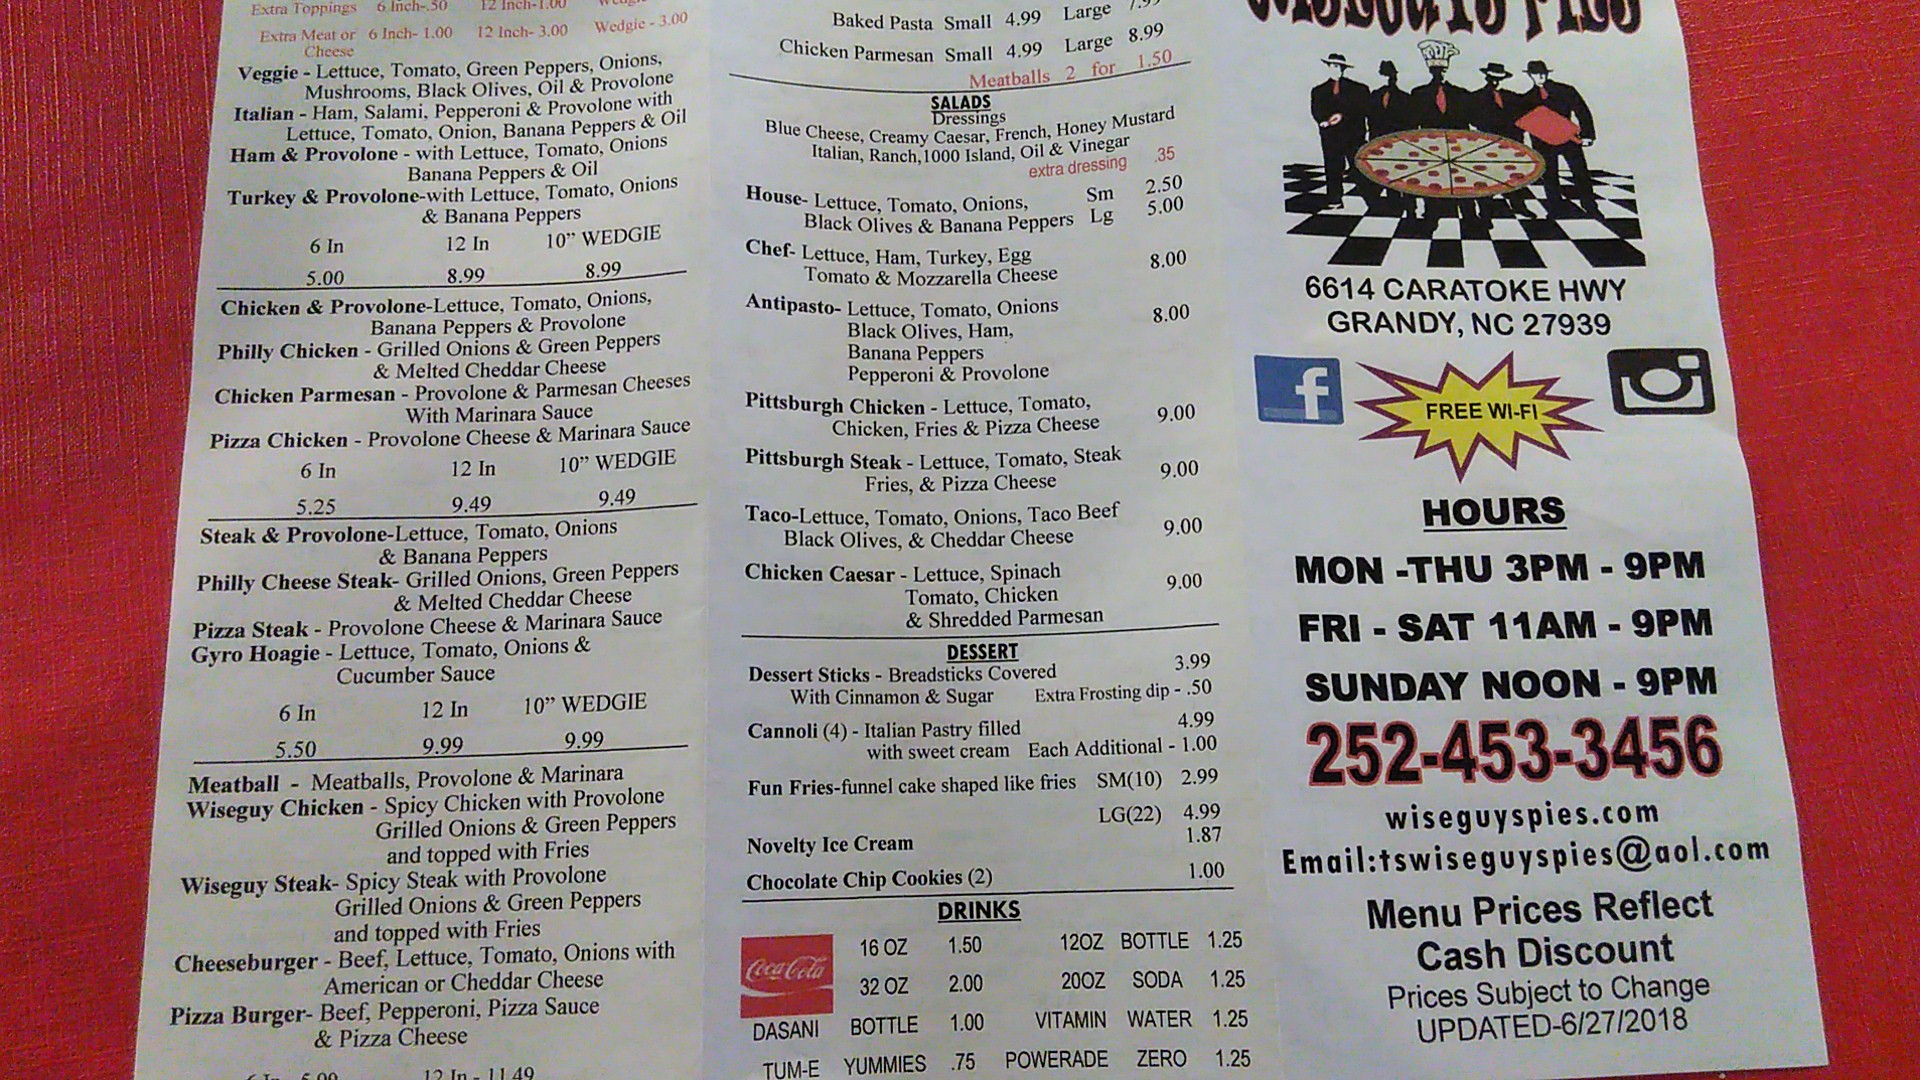 Extra Toppings 6 Inch-.50 12 Inch-1.00
Extra Meat or 6 Inch- 1.00 12 Inch- 3.00 Wedgie - 3.00
Cheese
Veggie - Lettuce, Tomato, Green Peppers, Onions,
Mushrooms, Black Olives, Oil & Provolone
Italian - Ham, Salami, Pepperoni & Provolone with
Lettuce, Tomato, Onion, Banana Peppers & Oil
Ham & Provolone - with Lettuce, Tomato, Onions
Banana Peppers & Oil
Turkey & Provolone-with Lettuce, Tomato, Onions
& Banana Peppers
6 In 12 In 10” WEDGIE
5.00 8.99 8.99
Chicken & Provolone-Lettuce, Tomato, Onions,
Banana Peppers & Provolone
Philly Chicken - Grilled Onions & Green Peppers
& Melted Cheddar Cheese
Chicken Parmesan - Provolone & Parmesan Cheeses
With Marinara Sauce
Pizza Chicken - Provolone Cheese & Marinara Sauce
6 In 12 In 10” WEDGIE
5.25 9.49 9.49
Steak & Provolone-Lettuce, Tomato, Onions
& Banana Peppers
Philly Cheese Steak- Grilled Onions, Green Peppers
& Melted Cheddar Cheese
Pizza Steak - Provolone Cheese & Marinara Sauce
Gyro Hoagie - Lettuce, Tomato, Onions &
Cucumber Sauce
6 In 12 In 10” WEDGIE
5.50 9.99 9.99
Meatball - Meatballs, Provolone & Marinara
Wiseguy Chicken - Spicy Chicken with Provolone
Grilled Onions & Green Peppers
and topped with Fries
Wiseguy Steak- Spicy Steak with Provolone
Grilled Onions & Green Peppers
and topped with Fries
Cheeseburger - Beef, Lettuce, Tomato, Onions with
American or Cheddar Cheese
Pizza Burger- Beef, Pepperoni, Pizza Sauce
& Pizza Cheese
12 In - 11.49
Baked Pasta Small 4.99 Large 7.99
Chicken Parmesan Small 4.99 Large 8.99
Meatballs 2 for 1.50
SALADS
Dressings
Blue Cheese, Creamy Caesar, French, Honey Mustard
Italian, Ranch,1000 Island, Oil & Vinegar
extra dressing .35
House- Lettuce, Tomato, Onions, Sm 2.50
Black Olives & Banana Peppers Lg 5.00
Chef- Lettuce, Ham, Turkey, Egg 8.00
Tomato & Mozzarella Cheese
Antipasto- Lettuce, Tomato, Onions 8.00
Black Olives, Ham,
Banana Peppers
Pepperoni & Provolone
Pittsburgh Chicken - Lettuce, Tomato, 9.00
Chicken, Fries & Pizza Cheese
Pittsburgh Steak - Lettuce, Tomato, Steak 9.00
Fries, & Pizza Cheese
Taco-Lettuce, Tomato, Onions, Taco Beef 9.00
Black Olives, & Cheddar Cheese
Chicken Caesar - Lettuce, Spinach 9.00
Tomato, Chicken
& Shredded Parmesan
DESSERT
Dessert Sticks - Breadsticks Covered 3.99
With Cinnamon & Sugar Extra Frosting dip - .50
Cannoli (4) - Italian Pastry filled 4.99
with sweet cream Each Additional - 1.00
Fun Fries-funnel cake shaped like fries SM(10) 2.99
LG(22) 4.99
Novelty Ice Cream 1.87
Chocolate Chip Cookies (2) 1.00
DRINKS
Coca-Cola
16 OZ 1.50 12OZ BOTTLE 1.25
32 OZ 2.00 20OZ SODA 1.25
DASANI BOTTLE 1.00 VITAMIN WATER 1.25
TUM-E YUMMIES .75 POWERADE ZERO 1.25
6614 CARATOKE HWY
GRANDY, NC 27939
f
FREE WI-FI
HOURS
MON -THU 3PM - 9PM
FRI - SAT 11AM - 9PM
SUNDAY NOON - 9PM
252-453-3456
wiseguyspies.com
Email:tswiseguyspies@aol.com
Menu Prices Reflect
Cash Discount
Prices Subject to Change
UPDATED-6/27/2018